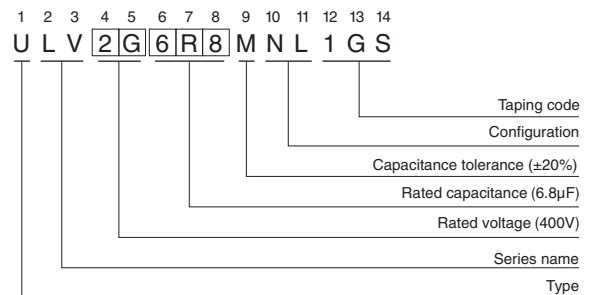 1 2 3 4 5 6 7 8 9 10 11 12 13 14
U L V 2 G 6 R 8 M N L 1 G S
Taping code
Configuration
Capacitance tolerance (±20%)
Rated capacitance (6.8µF)
Rated voltage (400V)
Series name
Type